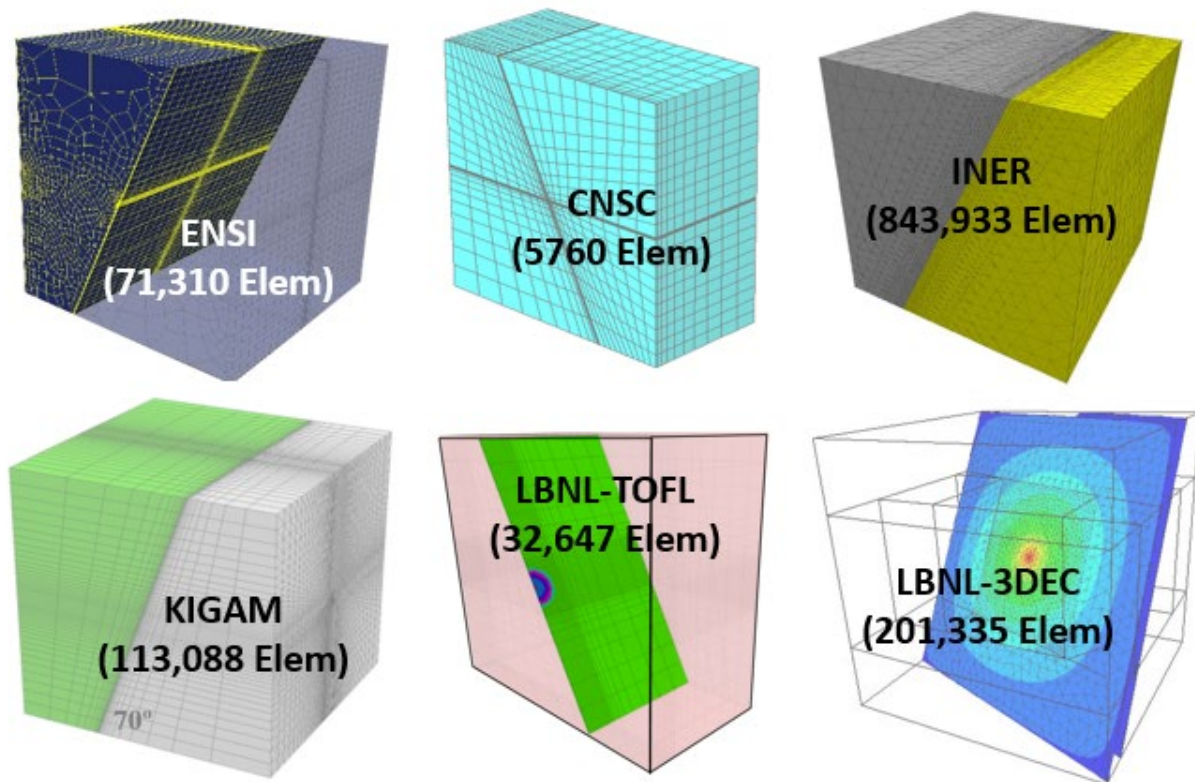 ENSI
(71,310 Elem)
CNSC
(5760 Elem)
INER
(843,933 Elem)
KIGAM
(113,088 Elem)
70°
LBNL-TOFL
(32,647 Elem)
LBNL-3DEC
(201,335 Elem)